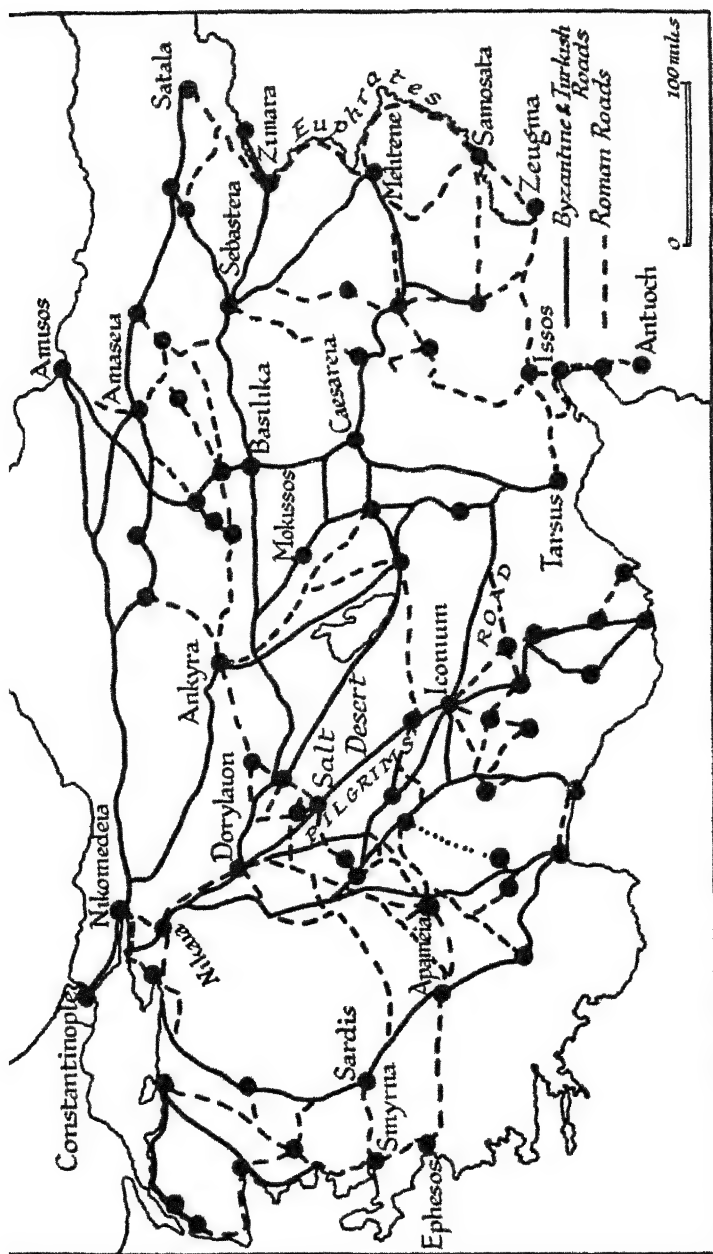 Constantinople
Nikomedeia
Nikaia
Amisos
Amaseia
Satala
Zimara
Sebasteia
Euphrates
Melitene
Samosata
Zeugma
Dorylaion
Ankyra
Basilika
Mokissos
Caesareia
Salt
Desert
PILGRIMS
ROAD
Iconium
Sardis
Smyrna
Ephesos
Apameia
Tarsus
Issos
Antioch
Byzantine & Turkish
Roads
Roman Roads
0 100 miles